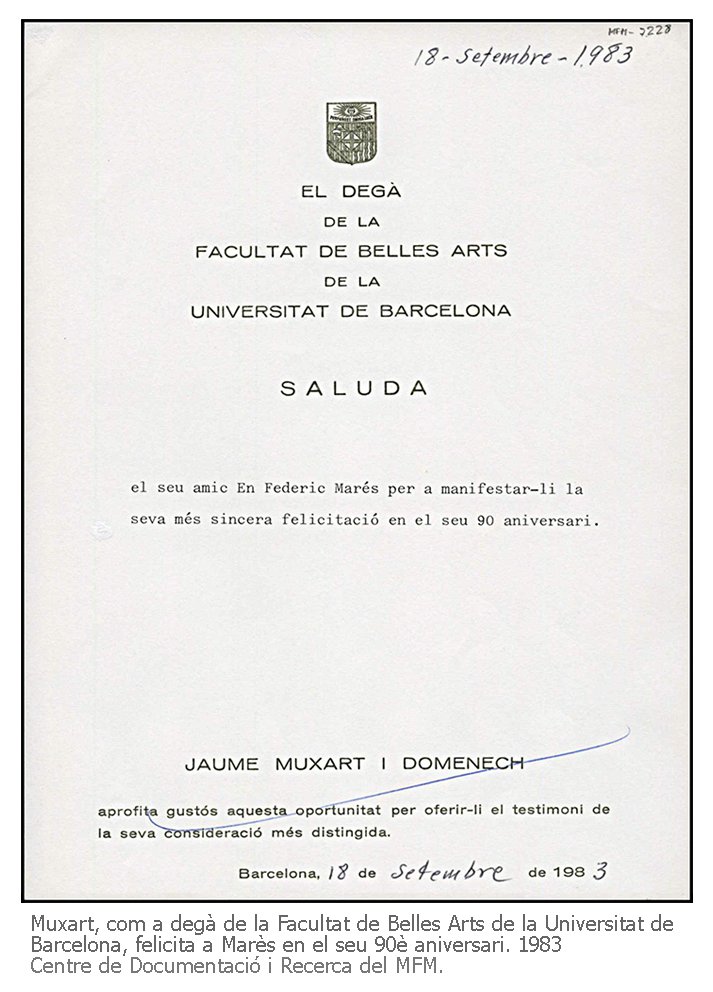 MFM-7228
18-Setembre-1983
EL DEGÀ
DE LA
FACULTAT DE BELLES ARTS
DE LA
UNIVERSITAT DE BARCELONA
SALUDA
el seu amic En Federic Marés per a manifestar-li la
seva més sincera felicitació en el seu 90 aniversari.
JAUME MUXART I DOMENECH
aprofita gustós aquesta oportunitat per oferir-li el testimoni de
la seva consideració més distingida.
Barcelona, 18 de Setembre de 1983
Muxart, com a degà de la Facultat de Belles Arts de la Universitat de
Barcelona, felicita a Marès en el seu 90è aniversari. 1983
Centre de Documentació i Recerca del MFM.